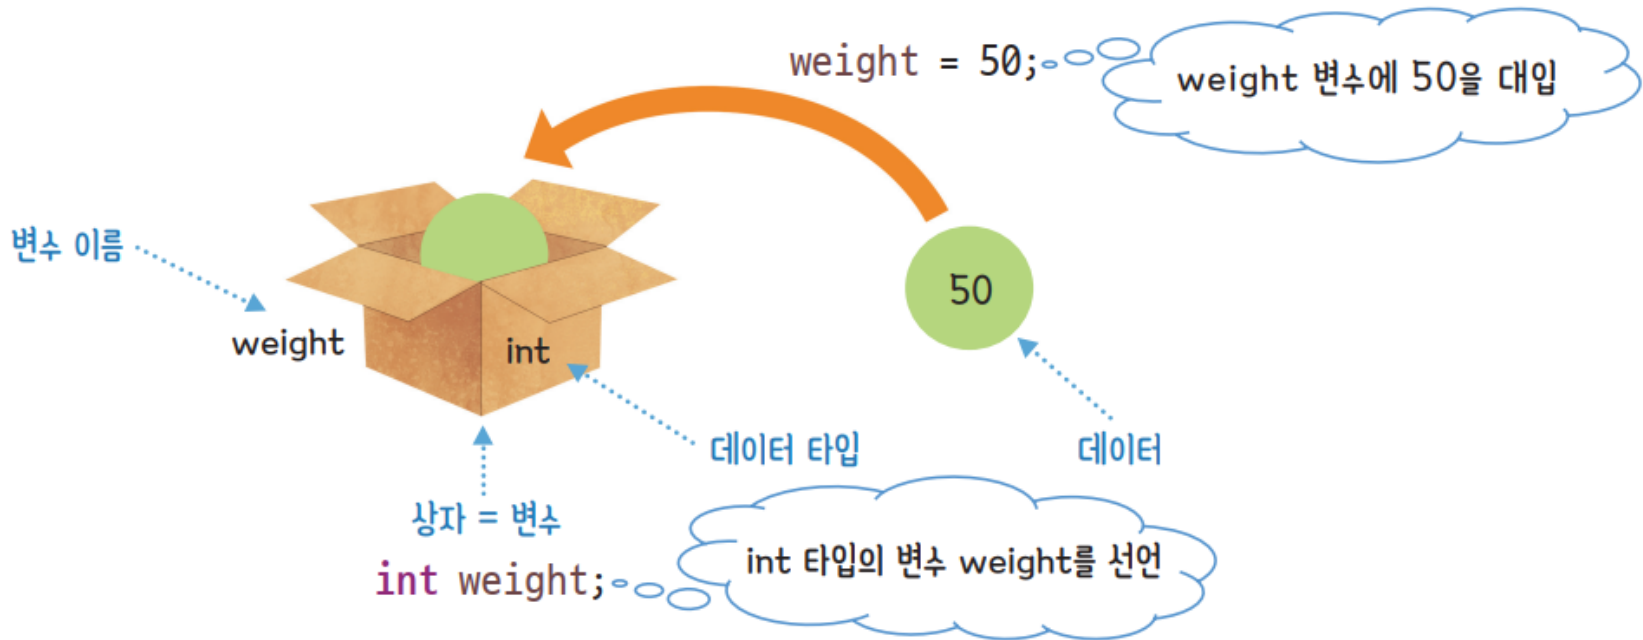 weight = 50;
weight 변수에 50을 대입
변수 이름
50
weight
int
데이터 타입
데이터
상자 = 변수
int 타입의 변수 weight를 선언
int weight;